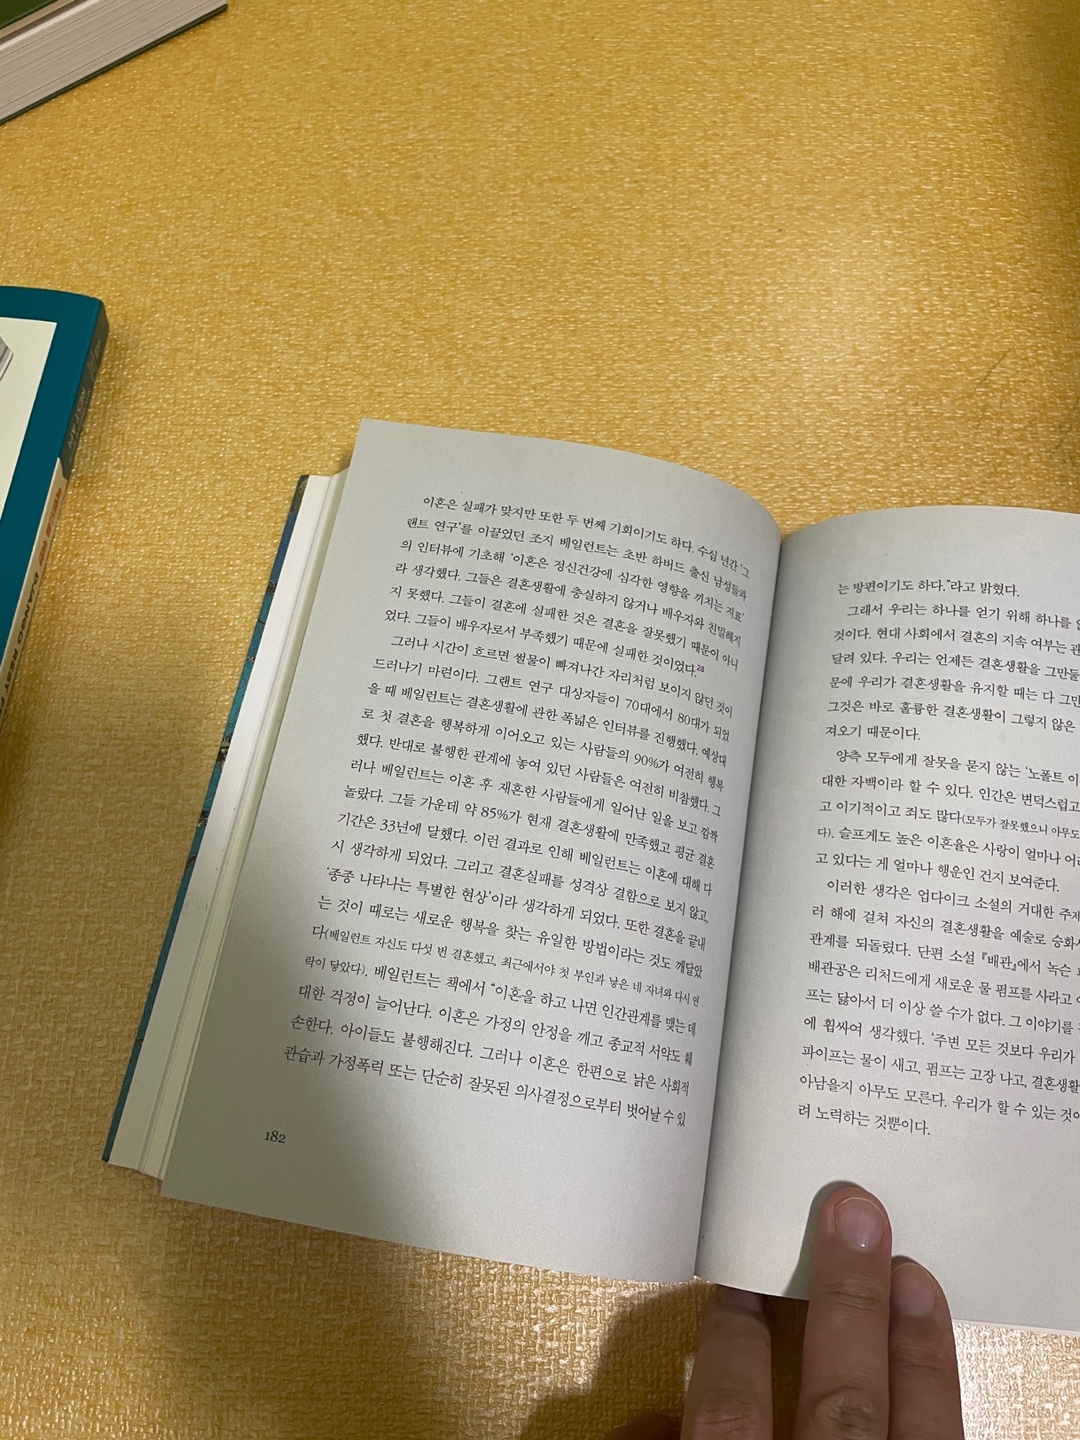 이혼은 실패가 맞지만 또한 두 번째 기회이기도 하다. 수십 년간 '그
랜트 연구'를 이끌었던 조지 베일런트는 초반 하버드 출신 남성들과
의 인터뷰에 기초해 '이혼은 정신건강에 심각한 영향을 끼치는 지표'
라 생각했다. 그들은 결혼생활에 충실하지 않거나 배우자와 친밀해지
지 못했다. 그들이 결혼에 실패한 것은 결혼을 잘못했기 때문이 아니
었다. 그들이 배우자로서 부족했기 때문에 실패한 것이었다.28
그러나 시간이 흐르면 썰물이 빠져나간 자리처럼 보이지 않던 것이
드러나기 마련이다. 그랜트 연구 대상자들이 70대에서 80대가 되었
을 때 베일런트는 결혼생활에 관한 폭넓은 인터뷰를 진행했다. 예상대
로 첫 결혼을 행복하게 이어오고 있는 사람들의 90%가 여전히 행복
했다. 반대로 불행한 관계에 놓여 있던 사람들은 여전히 비참했다. 그
러나 베일런트는 이혼 후 재혼한 사람들에게 일어난 일을 보고 깜짝
놀랐다. 그들 가운데 약 85%가 현재 결혼생활에 만족했고 평균 결혼
기간은 33년에 달했다. 이런 결과로 인해 베일런트는 이혼에 대해 다
시 생각하게 되었다. 그리고 결혼실패를 성격상 결함으로 보지 않고,
'종종 나타나는 특별한 현상'이라 생각하게 되었다. 또한 결혼을 끝내
는 것이 때로는 새로운 행복을 찾는 유일한 방법이라는 것도 깨달았
다(베일런트 자신도 다섯 번 결혼했고, 최근에서야 첫 부인과 낳은 네 자녀와 다시 연
락이 닿았다). 베일런트는 책에서 "이혼을 하고 나면 인간관계를 맺는 데
대한 걱정이 늘어난다. 이혼은 가정의 안정을 깨고 종교적 서약도 훼
손한다. 아이들도 불행해진다. 그러나 이혼은 한편으로 낡은 사회적
관습과 가정폭력 또는 단순히 잘못된 의사결정으로부터 벗어날 수 있
182
는 방편이기도 하다."라고 밝혔다.
그래서 우리는 하나를 얻기 위해 하나를
것이다. 현대 사회에서 결혼의 지속 여부는
달려 있다. 우리는 언제든 결혼생활을 그만둘
문에 우리가 결혼생활을 유지할 때는 다
그것은 바로 훌륭한 결혼생활이 그렇지 않은
져오기 때문이다.
양측 모두에게 잘못을 묻지 않는 '노폴트
대한 자백이라 할 수 있다. 인간은 변덕스럽고
고 이기적이고 죄도 많다(모두가 잘못했으니 아무도
다). 슬프게도 높은 이혼율은 사랑이 얼마나
고 있다는 게 얼마나 행운인 건지 보여준다.
이러한 생각은 업다이크 소설의 거대한
러 해에 걸쳐 자신의 결혼생활을 예술로
관계를 되돌렸다. 단편 소설 『배관』에서 녹슨
배관공은 리처드에게 새로운 물 펌프를 사라고
프는 닳아서 더 이상 쓸 수가 없다. 그 이야기를
에 휩싸여 생각했다. '주변 모든 것보다 우리가
파이프는 물이 새고, 펌프는 고장 나고, 결혼생활
아남을지 아무도 모른다. 우리가 할 수 있는
려 노력하는 것뿐이다.